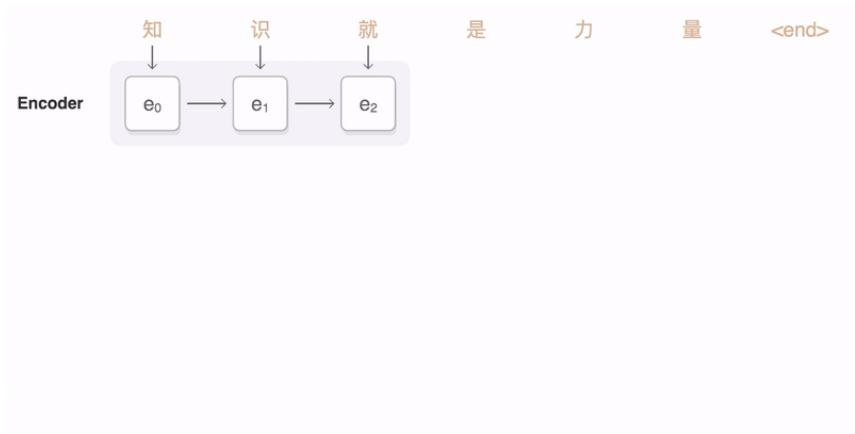 知 识 就 是 力 量 <end>
Encoder e₀ e₁ e₂